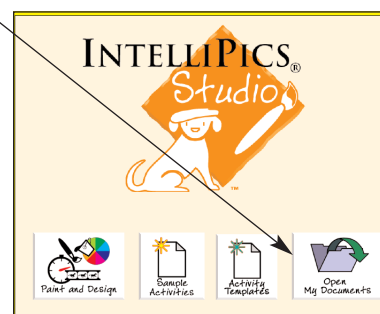 INTELLIPICS®
Studio
™
Paint and Design
Sample
Activities
Activity
Templates
Open
My Documents